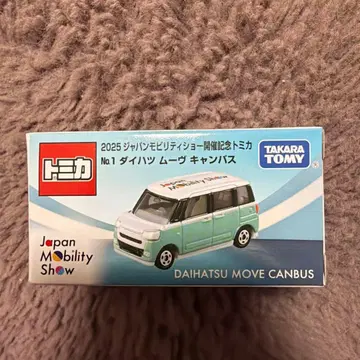 トミカ
2025 ジャパンモビリティショー開催記念トミカ
No.1 ダイハツ ムーヴ キャンバス
TAKARA
TOMY
Japan
Mobility
Show
Japan
Mobility Show
DAIHATSU MOVE CANBUS